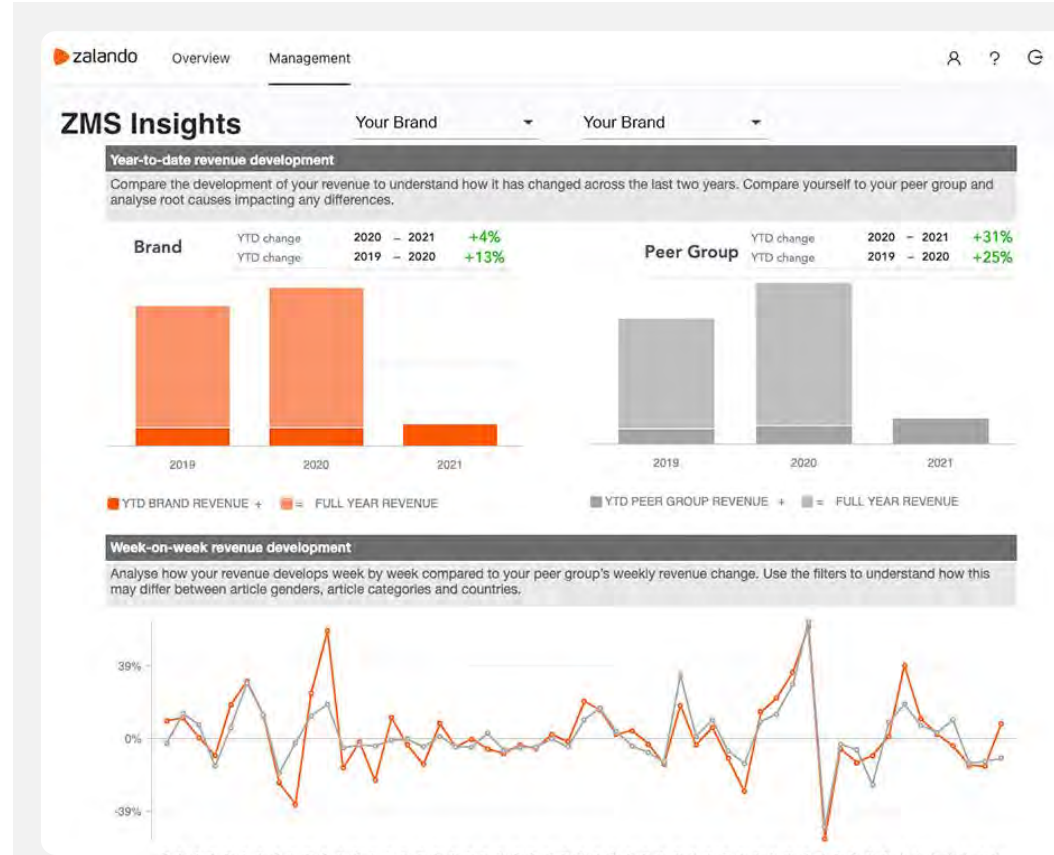 zalando Overview Management
ZMS Insights Your Brand Your Brand
Year-to-date revenue development
Compare the development of your revenue to understand how it has changed across the last two years. Compare yourself to your peer group and
analyse root causes impacting any differences.
Brand
YTD change 2020 – 2021 +4%
YTD change 2019 – 2020 +13%
Peer Group
YTD change 2020 – 2021 +31%
YTD change 2019 – 2020 +25%
2019 2020 2021
2019 2020 2021
YTD BRAND REVENUE + = FULL YEAR REVENUE
YTD PEER GROUP REVENUE + = FULL YEAR REVENUE
Week-on-week revenue development
Analyse how your revenue develops week by week compared to your peer group's weekly revenue change. Use the filters to understand how this
may differ between article genders, article categories and countries.
39%
0%
-39%